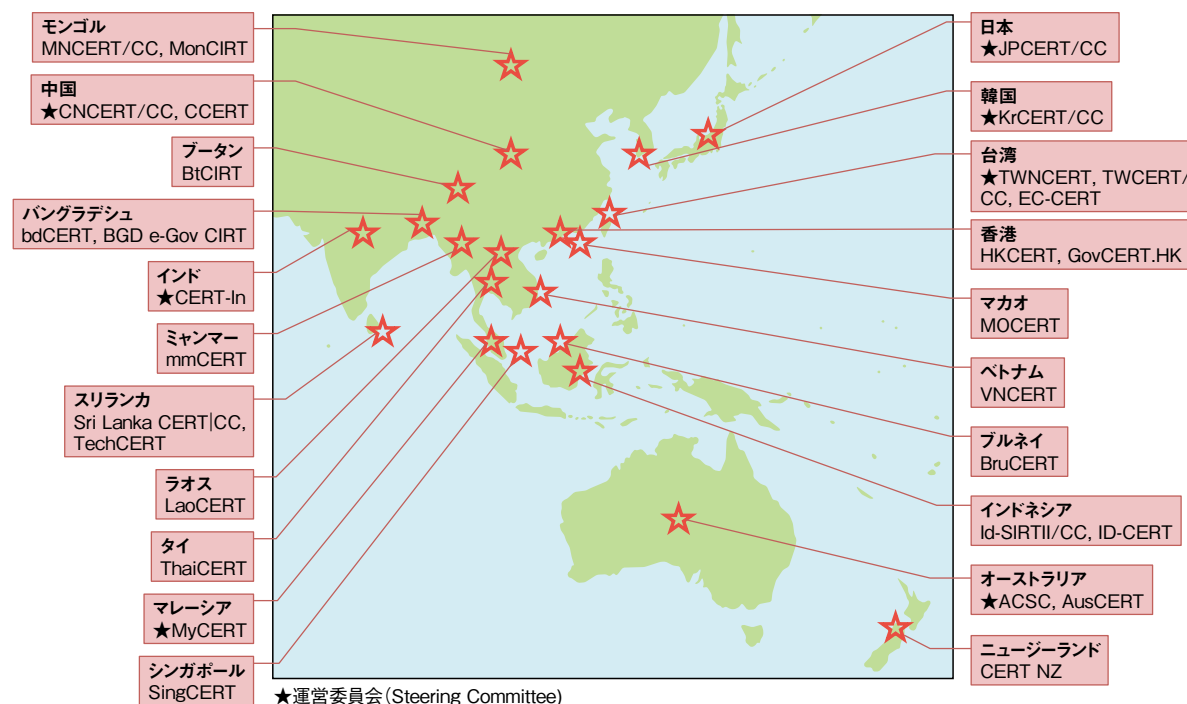 モンゴル
MNCERT/CC, MonCIRT
中国
★CNCERT/CC, CCERT
ブータン
BtCIRT
バングラデシュ
bdCERT, BGD e-Gov CIRT
インド
★CERT-In
ミャンマー
mmCERT
スリランカ
Sri Lanka CERT|CC,
TechCERT
ラオス
LaoCERT
タイ
ThaiCERT
マレーシア
★MyCERT
シンガポール
SingCERT
日本
★JPCERT/CC
韓国
★KrCERT/CC
台湾
★TWNCERT, TWCERT/
CC, EC-CERT
香港
HKCERT, GovCERT.HK
マカオ
MOCERT
ベトナム
VNCERT
ブルネイ
BruCERT
インドネシア
Id-SIRTII/CC, ID-CERT
オーストラリア
★ACSC, AusCERT
ニュージーランド
CERT NZ
★運営委員会(Steering Committee)